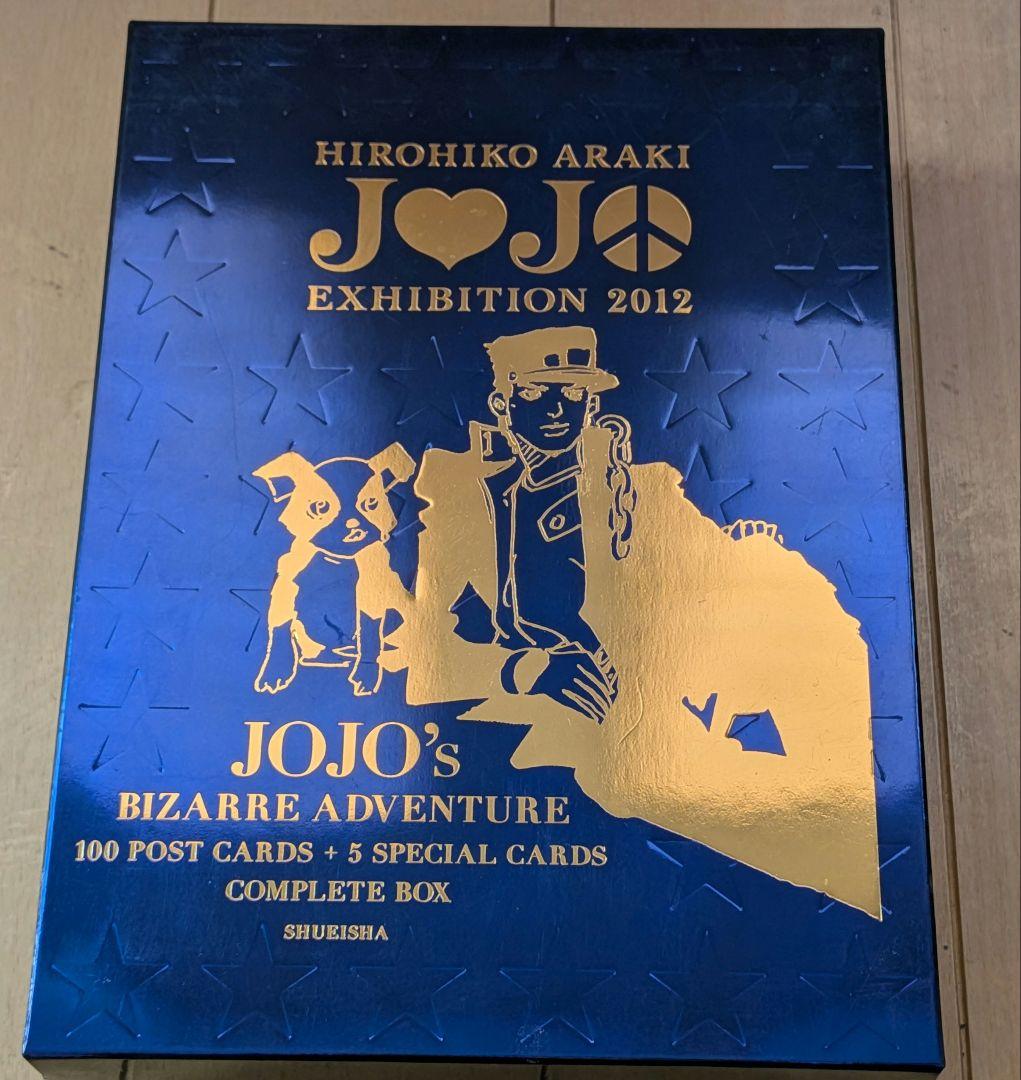 HIROHIKO ARAKI
JOJO
EXHIBITION 2012
JOJO's
BIZARRE ADVENTURE
100 POST CARDS + 5 SPECIAL CARDS
COMPLETE BOX
SHUEISHA